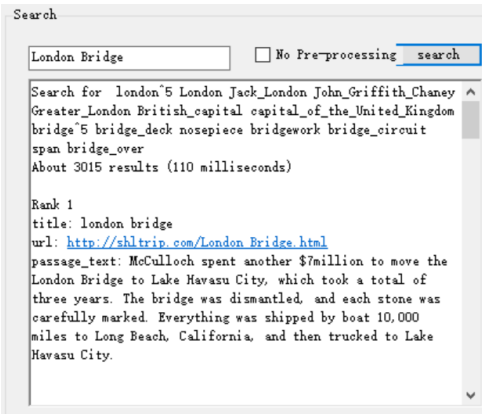 Search
London Bridge
No Pre-processing
search
Search for london^5 London Jack_London John_Griffith_Chaney
Greater_London British_capital capital_of_the_United_Kingdom
bridge^5 bridge_deck nosepiece bridgework bridge_circuit
span bridge_over
About 3015 results (110 milliseconds)
Rank 1
title: london bridge
url: http://shltrip.com/London Bridge.html
passage_text: McCulloch spent another $7million to move the
London Bridge to Lake Havasu City, which took a total of
three years. The bridge was dismantled, and each stone was
carefully marked. Everything was shipped by boat 10,000
miles to Long Beach, California, and then trucked to Lake
Havasu City.